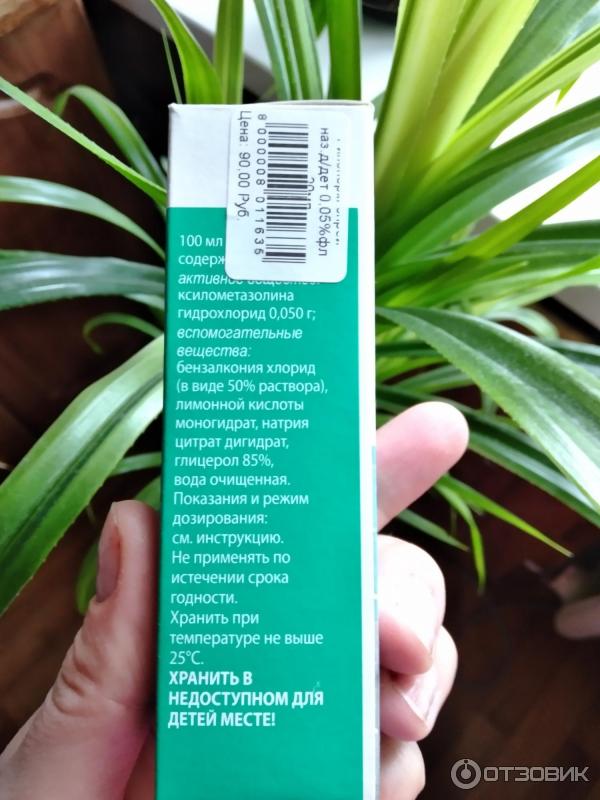 Цена: 90.00 Руб.
8 000008 011635
20мл
наз.д/дет 0,05%фл
100 мл
содерж
активное
ксилометазолина
гидрохлорид 0,050 г;
вспомогательные
вещества:
бензалкония хлорид
(в виде 50% раствора),
лимонной кислоты
моногидрат, натрия
цитрат дигидрат,
глицерол 85%,
вода очищенная.
Показания и режим
дозирования:
см. инструкцию.
Не применять по
истечении срока
годности.
Хранить при
температуре не выше
25°С.
ХРАНИТЬ В
НЕДОСТУПНОМ ДЛЯ
ДЕТЕЙ МЕСТЕ!
ОТЗОВИК